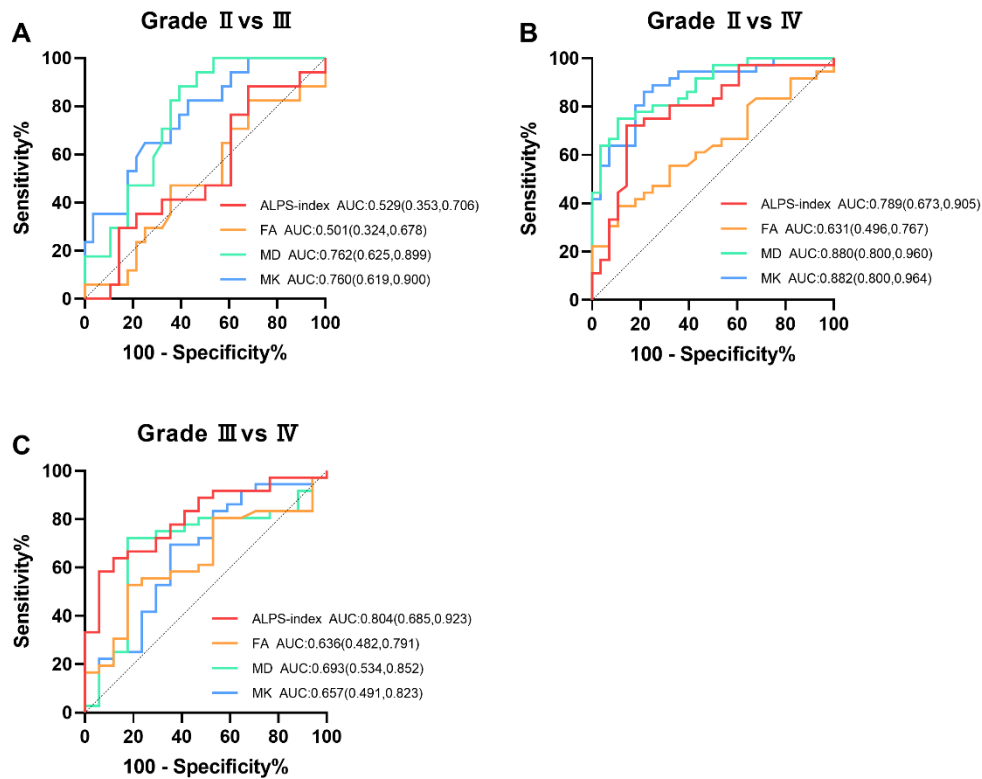 A
Grade Ⅱ vs Ⅲ
Sensitivity%
100
80
60
40
20
0
ALPS-index AUC:0.529(0.353,0.706)
FA AUC:0.501(0.324,0.678)
MD AUC:0.762(0.625,0.899)
MK AUC:0.760(0.619,0.900)
0 20 40 60 80 100
100 - Specificity%
B
Grade Ⅱ vs Ⅳ
Sensitivity%
100
80
60
40
20
0
ALPS-index AUC:0.789(0.673,0.905)
FA AUC:0.631(0.496,0.767)
MD AUC:0.880(0.800,0.960)
MK AUC:0.882(0.800,0.964)
0 20 40 60 80 100
100 - Specificity%
C
Grade Ⅲ vs Ⅳ
Sensitivity%
100
80
60
40
20
0
ALPS-index AUC:0.804(0.685,0.923)
FA AUC:0.636(0.482,0.791)
MD AUC:0.693(0.534,0.852)
MK AUC:0.657(0.491,0.823)
0 20 40 60 80 100
100 - Specificity%